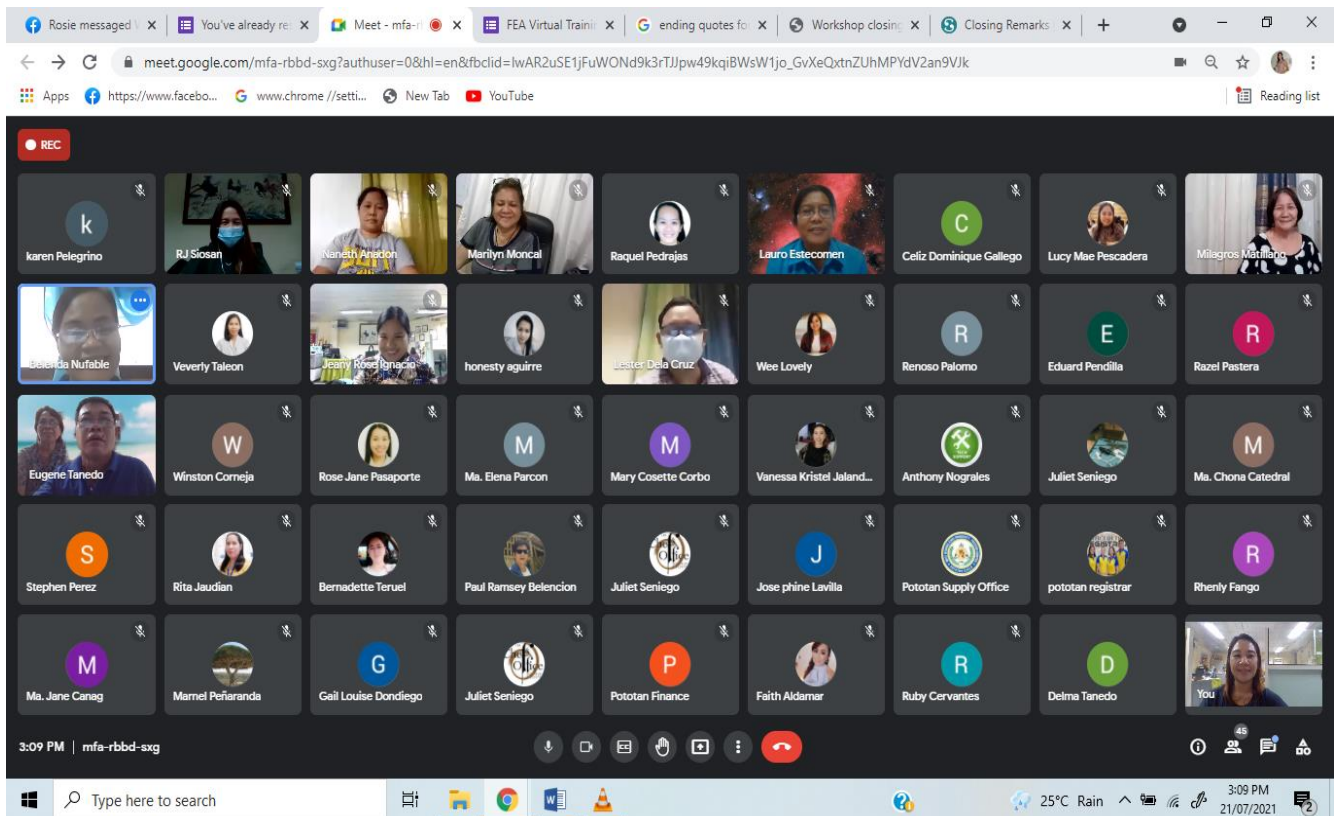 Rosie messaged
You've already re
Meet - mfa-r
FEA Virtual Trainin
ending quotes fo
Workshop closing
Closing Remarks
meet.google.com/mfa-rbbd-sxg?authuser=0&hl=en&fbclid=IwAR2uSE1jFuWONd9k3rTJJpw49kqiBWsW1jo_GvXeQxtnZUhMPYdV2an9VJk
Apps https://www.facebo... www.chrome //setti... New Tab YouTube Reading list
REC
k
karen Pelegrino
RJ Siosan
Naneth Anadon
Marilyn Moncal
Raquel Pedrajas
Lauro Estecomen
C
Celiz Dominique Gallego
Lucy Mae Pescadera
Milagros Matillano
Nufable
Veverly Taleon
Jeany Rose Ignacio
honesty aguirre
Lester Dela Cruz
Wee Lovely
R
Renoso Palomo
E
Eduard Pendilla
R
Razel Pastera
Eugene Tanedo
W
Winston Corneja
Rose Jane Pasaporte
M
Ma. Elena Parcon
M
Mary Cosette Corbo
Vanessa Kristel Jaland...
Anthony Nograles
Juliet Seniego
M
Ma. Chona Catedral
S
Stephen Perez
Rita Jaudian
Bernadette Teruel
Paul Ramsey Belencion
Juliet Seniego
J
Jose phine Lavilla
Pototan Supply Office
pototan registrar
R
Rhenly Fango
M
Ma. Jane Canag
Marnel Peñaranda
G
Gail Louise Dondiego
Juliet Seniego
P
Pototan Finance
Faith Aldamar
R
Ruby Cervantes
D
Delma Tanedo
You
3:09 PM | mfa-rbbd-sxg
45
Type here to search
25°C Rain
3:09 PM
21/07/2021
2